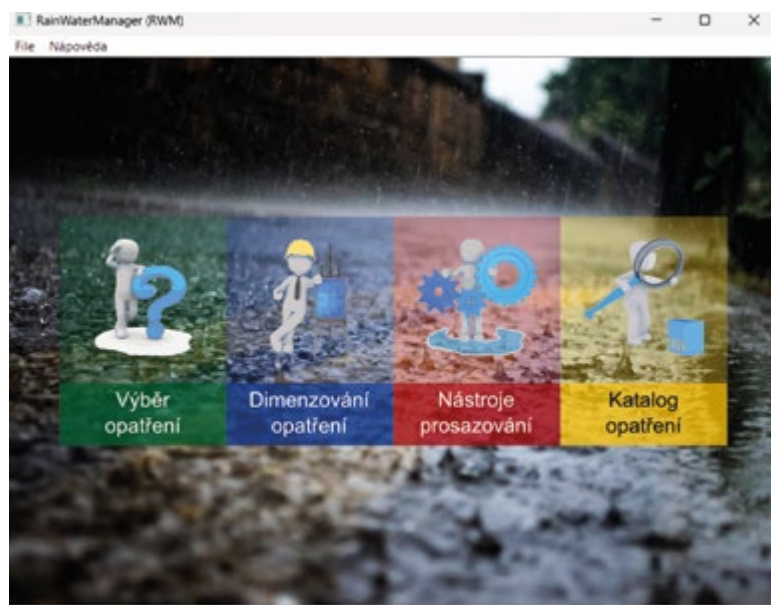 RainWaterManager (RWM)
File Nápověda
Výběr
opatření
Dimenzování
opatření
Nástroje
prosazování
Katalog
opatření